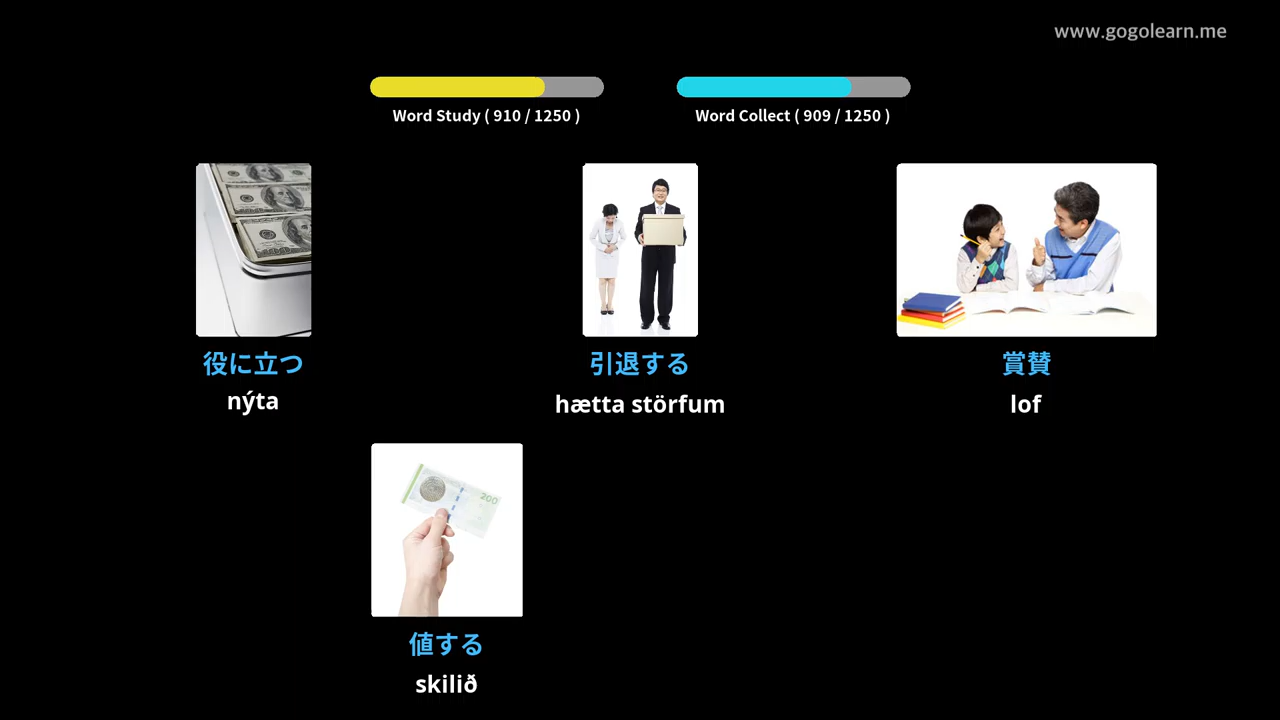 www.gogolearn.me
Word Study ( 910 / 1250 )
Word Collect ( 909 / 1250 )
役に立つ
nýta
引退する
hætta störfum
賞賛
lof
200
値する
skilið